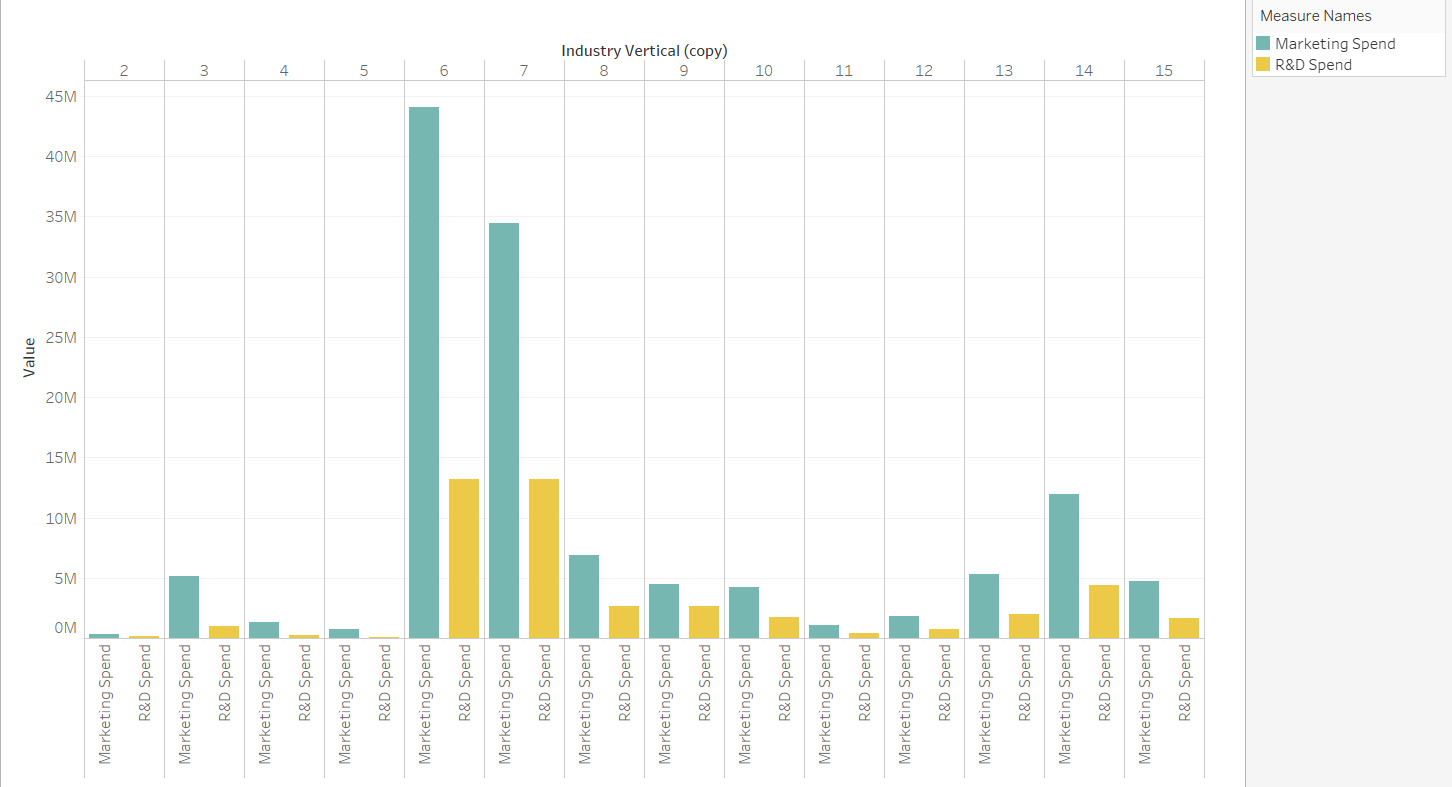 Industry Vertical (copy)
2 3 4 5 6 7 8 9 10 11 12 13 14 15
45M
40M
35M
30M
25M
20M
15M
10M
5M
0M
Value
Marketing Spend
R&D Spend
Marketing Spend
R&D Spend
Marketing Spend
R&D Spend
Marketing Spend
R&D Spend
Marketing Spend
R&D Spend
Marketing Spend
R&D Spend
Marketing Spend
R&D Spend
Marketing Spend
R&D Spend
Marketing Spend
R&D Spend
Marketing Spend
R&D Spend
Marketing Spend
R&D Spend
Marketing Spend
R&D Spend
Marketing Spend
R&D Spend
Marketing Spend
R&D Spend
Measure Names
Marketing Spend
R&D Spend